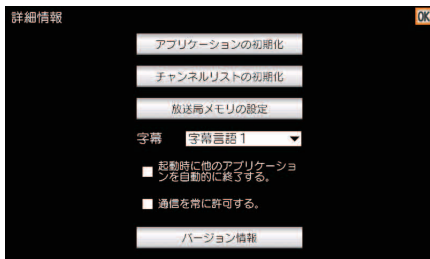 詳細情報
OK
アプリケーションの初期化
チャンネルリストの初期化
放送局メモリの設定
字幕 字幕言語1
起動時に他のアプリケーショ
ンを自動的に終了する。
通信を常に許可する。
バージョン情報